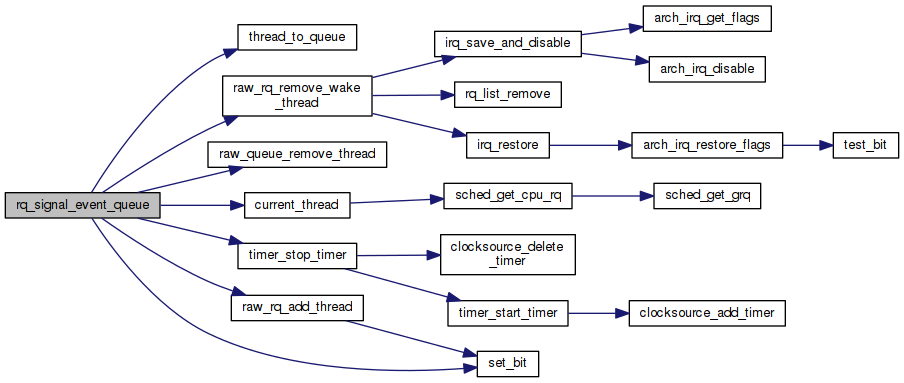 rq_signal_event_queue
thread_to_queue
raw_rq_remove_wake
_thread
raw_queue_remove_thread
current_thread
timer_stop_timer
raw_rq_add_thread
irq_save_and_disable
rq_list_remove
irq_restore
sched_get_cpu_rq
clocksource_delete
_timer
timer_start_timer
set_bit
arch_irq_get_flags
arch_irq_disable
arch_irq_restore_flags
sched_get_grq
clocksource_add_timer
test_bit